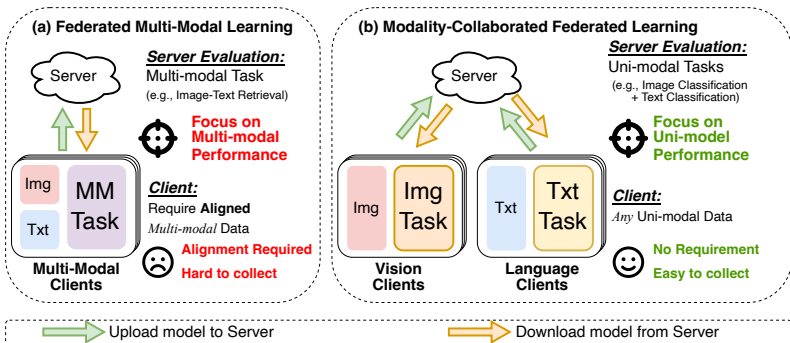 (a) Federated Multi-Modal Learning
Server
Server Evaluation:
Multi-modal Task
(e.g., Image-Text Retrieval)
Focus on
Multi-modal
Performance
Img
Txt
MM
Task
Multi-Modal
Clients
Client:
Require Aligned
Multi-modal Data
Alignment Required
Hard to collect
(b) Modality-Collaborated Federated Learning
Server
Server Evaluation:
Uni-modal Tasks
(e.g., Image Classification
+ Text Classification)
Focus on
Uni-model
Performance
Img
Img
Task
Vision
Clients
Txt
Txt
Task
Language
Clients
Client:
Any Uni-modal Data
No Requirement
Easy to collect
Upload model to Server
Download model from Server